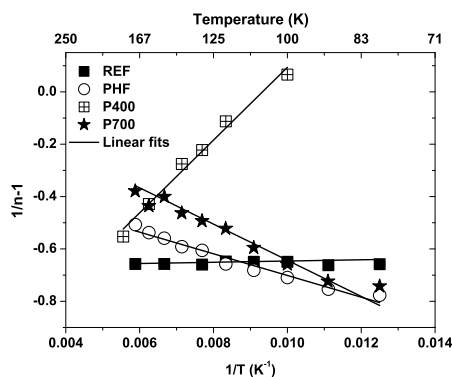 Temperature (K)
250 167 125 100 83 71
REF
PHF
P400
P700
Linear fits
0.0
-0.2
-0.4
-0.6
-0.8
1/n-1
0.004 0.006 0.008 0.010 0.012 0.014
1/T (K⁻¹)